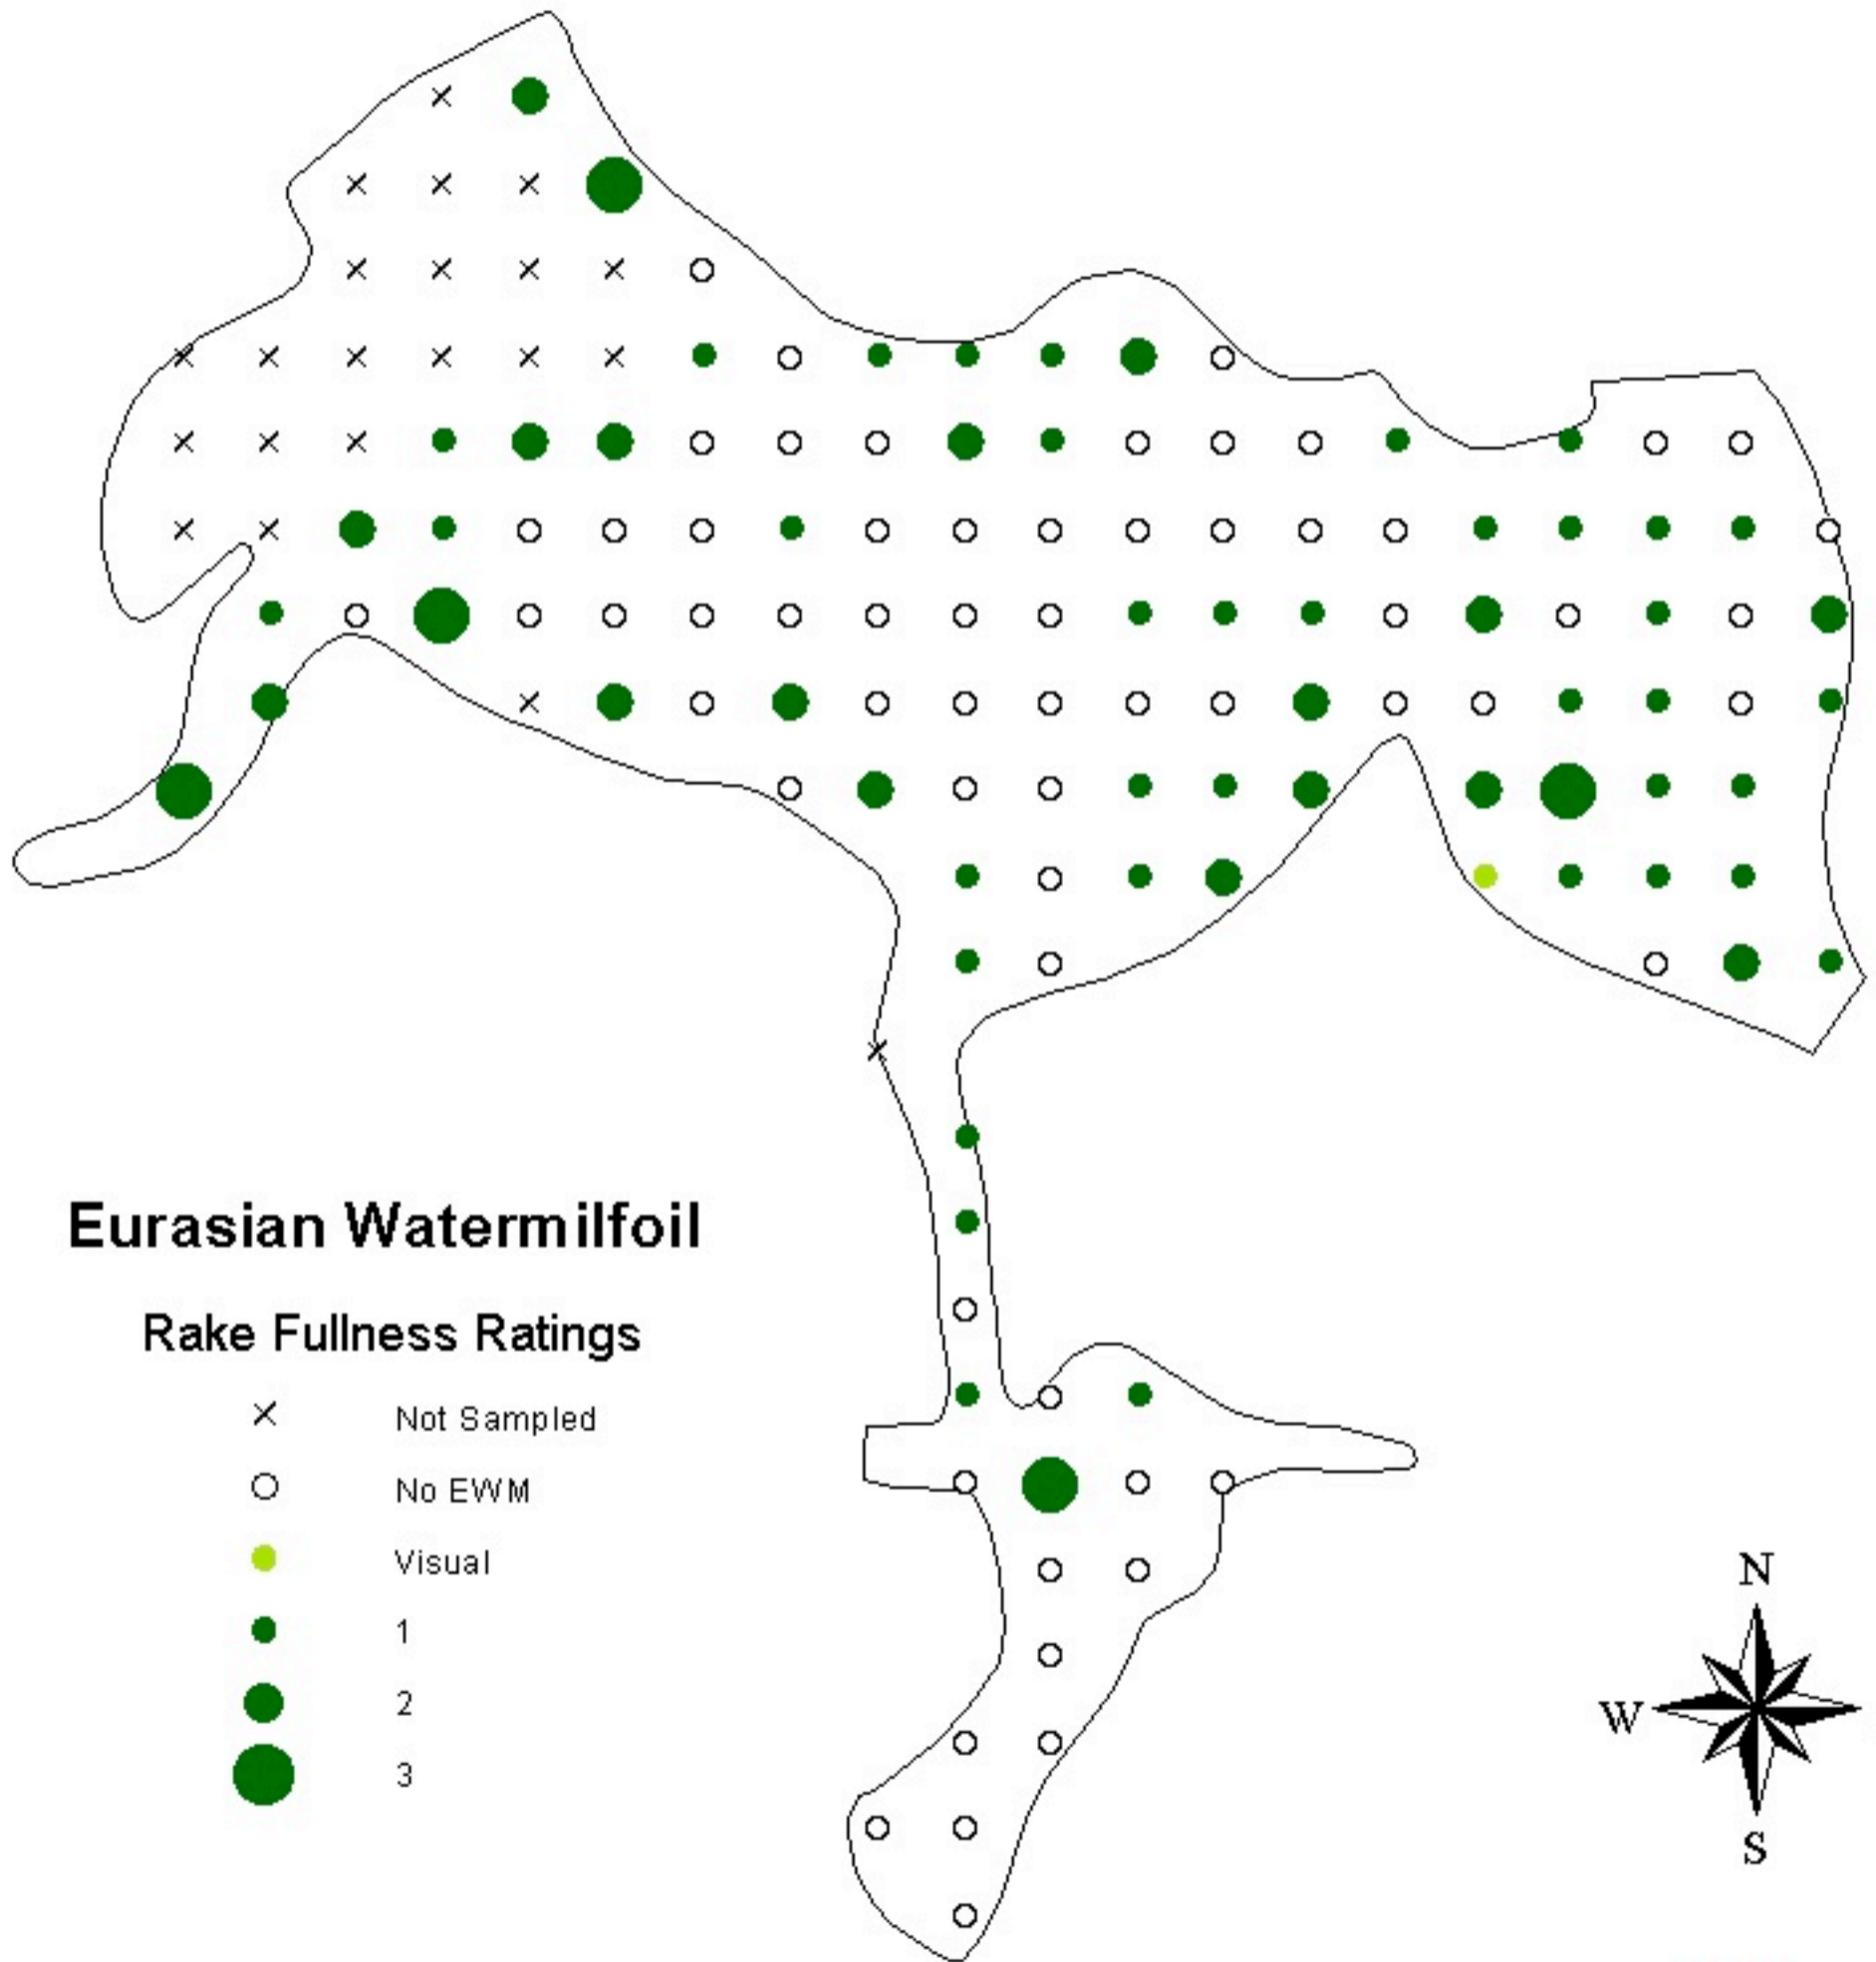 Eurasian Watermilfoil
Rake Fullness Ratings
Not Sampled
No EWM
Visual
1
2
3
N
W
S